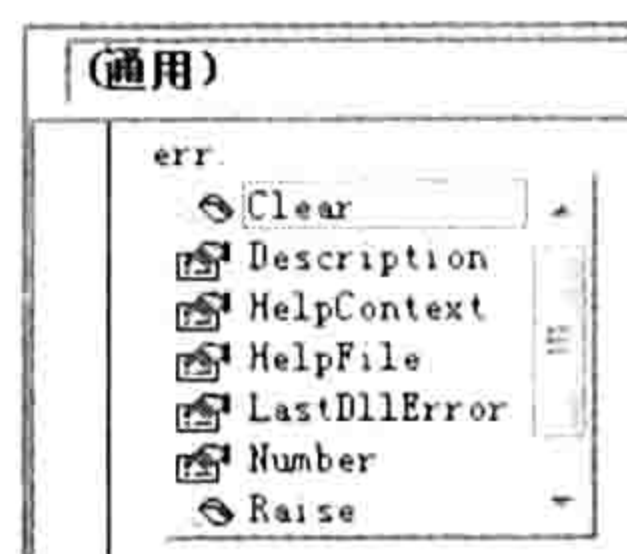 (通用)
err.
Clear
Description
HelpContext
HelpFile
LastDllError
Number
Raise